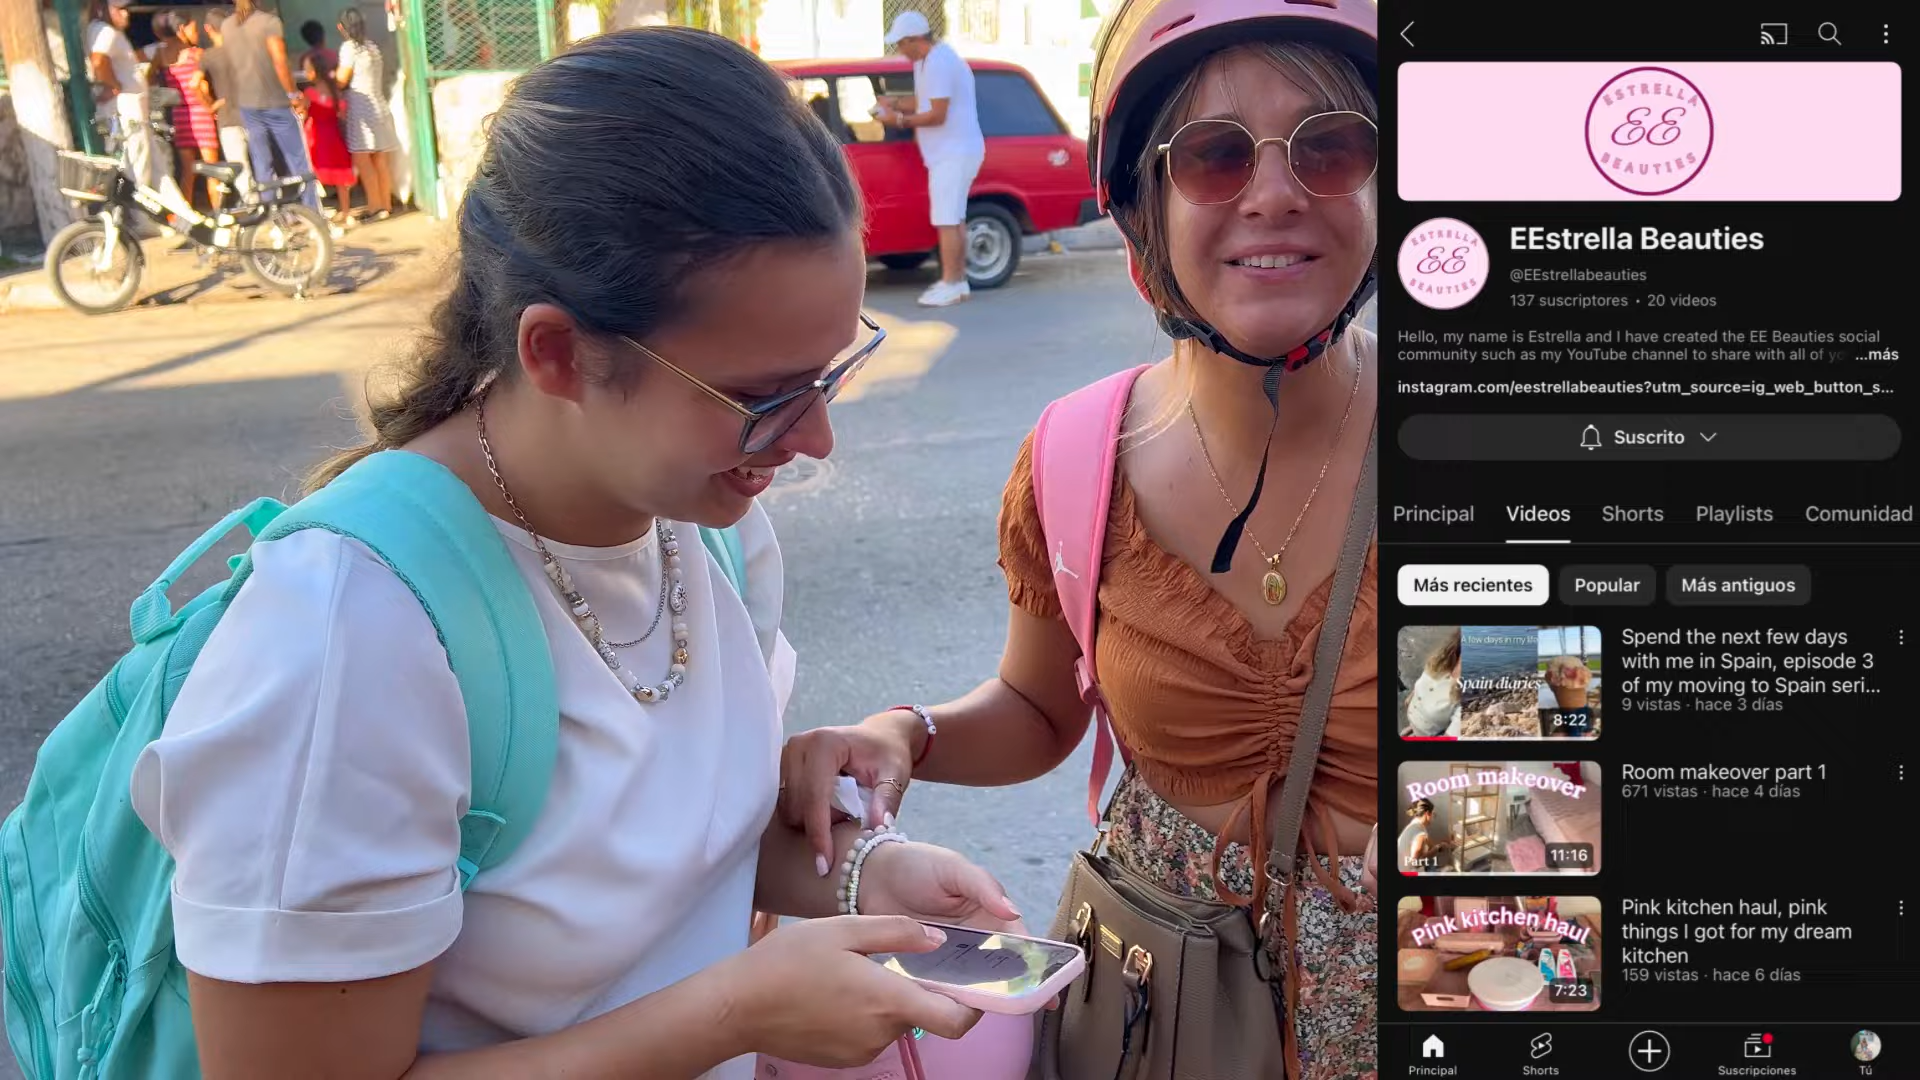 ESTRELLA
EE
BEAUTIES
ESTRELLA
EE
BEAUTIES
EEstrella Beauties
@EEstrellabeauties
137 suscriptores • 20 videos
Hello, my name is Estrella and I have created the EE Beauties social
community such as my YouTube channel to share with all of yo ...más
instagram.com/eestrellabeauties?utm_source=ig_web_button_s...
Suscrito
Principal Videos Shorts Playlists Comunidad
Más recientes Popular Más antiguos
A few days in my life
Spain diaries
8:22
Spend the next few days
with me in Spain, episode 3
of my moving to Spain seri...
9 vistas · hace 3 días
Room makeover
Part 1
11:16
Room makeover part 1
671 vistas · hace 4 días
Pink kitchen haul
7:23
Pink kitchen haul, pink
things I got for my dream
kitchen
159 vistas · hace 6 días
Principal Shorts Suscripciones Tú